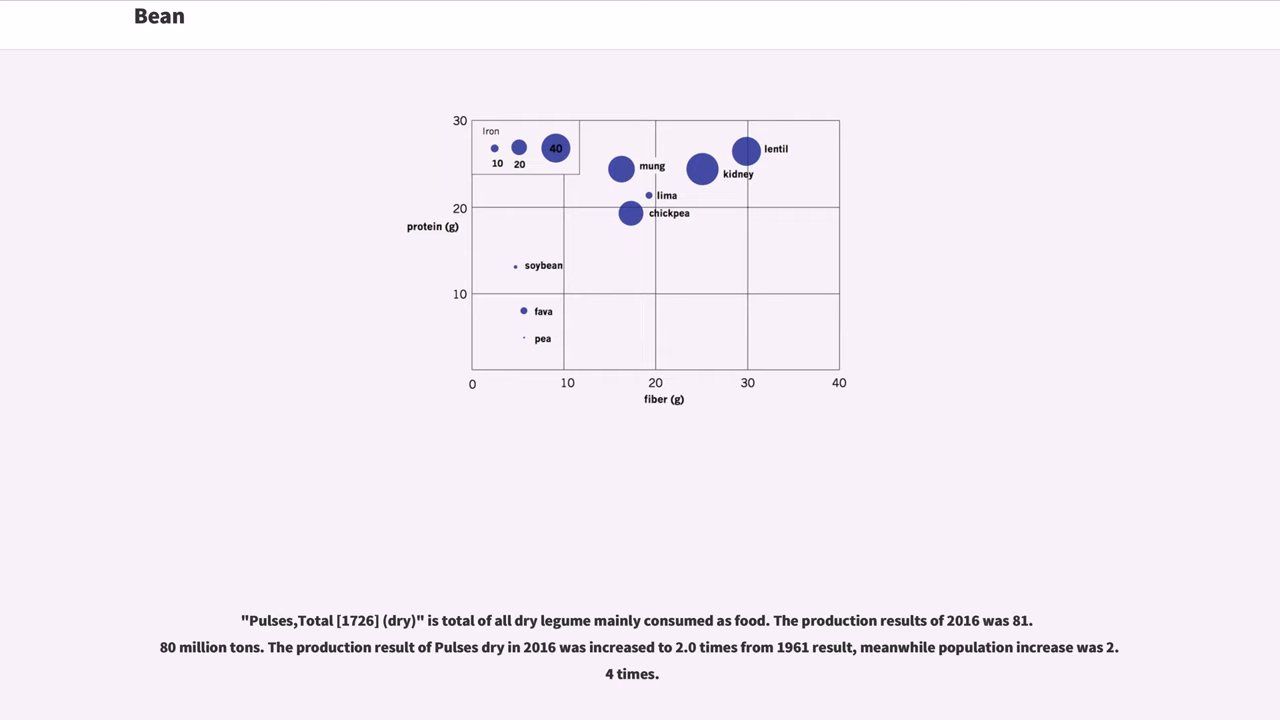 Bean
30
Iron
40
10
20
mung
lentil
kidney
lima
20
chickpea
protein (g)
soybean
10
fava
pea
0
10
20
30
40
fiber (g)
"Pulses,Total [1726] (dry)" is total of all dry legume mainly consumed as food. The production results of 2016 was 81.
80 million tons. The production result of Pulses dry in 2016 was increased to 2.0 times from 1961 result, meanwhile population increase was 2.
4 times.